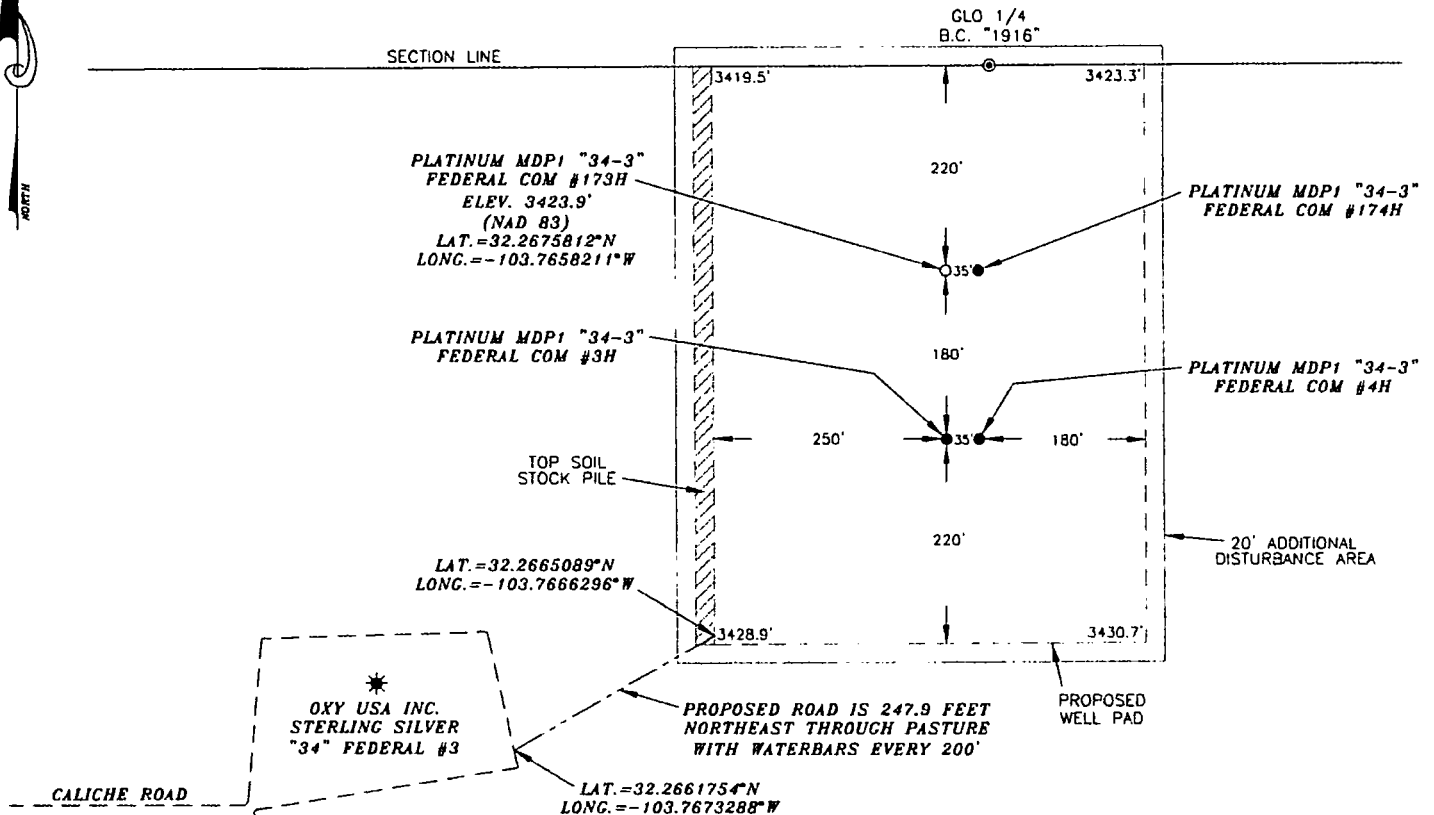 GLO 1/4
B.C. "1916"
SECTION LINE
3419.5'
3423.3'
NORTH
220'
PLATINUM MDP1 "34-3"
FEDERAL COM #173H
ELEV. 3423.9'
(NAD 83)
LAT.=32.2675812°N
LONG.=-103.7658211°W
PLATINUM MDP1 "34-3"
FEDERAL COM #174H
35'
PLATINUM MDP1 "34-3"
FEDERAL COM #3H
180'
PLATINUM MDP1 "34-3"
FEDERAL COM #4H
250'
35'
180'
TOP SOIL
STOCK PILE
220'
20' ADDITIONAL
DISTURBANCE AREA
LAT.=32.2665089°N
LONG.=-103.7666296°W
3428.9'
3430.7'
OXY USA INC.
STERLING SILVER
"34" FEDERAL #3
PROPOSED ROAD IS 247.9 FEET
NORTHEAST THROUGH PASTURE
WITH WATERBARS EVERY 200'
PROPOSED
WELL PAD
CALICHE ROAD
LAT.=32.2661754°N
LONG.=-103.7673288°W